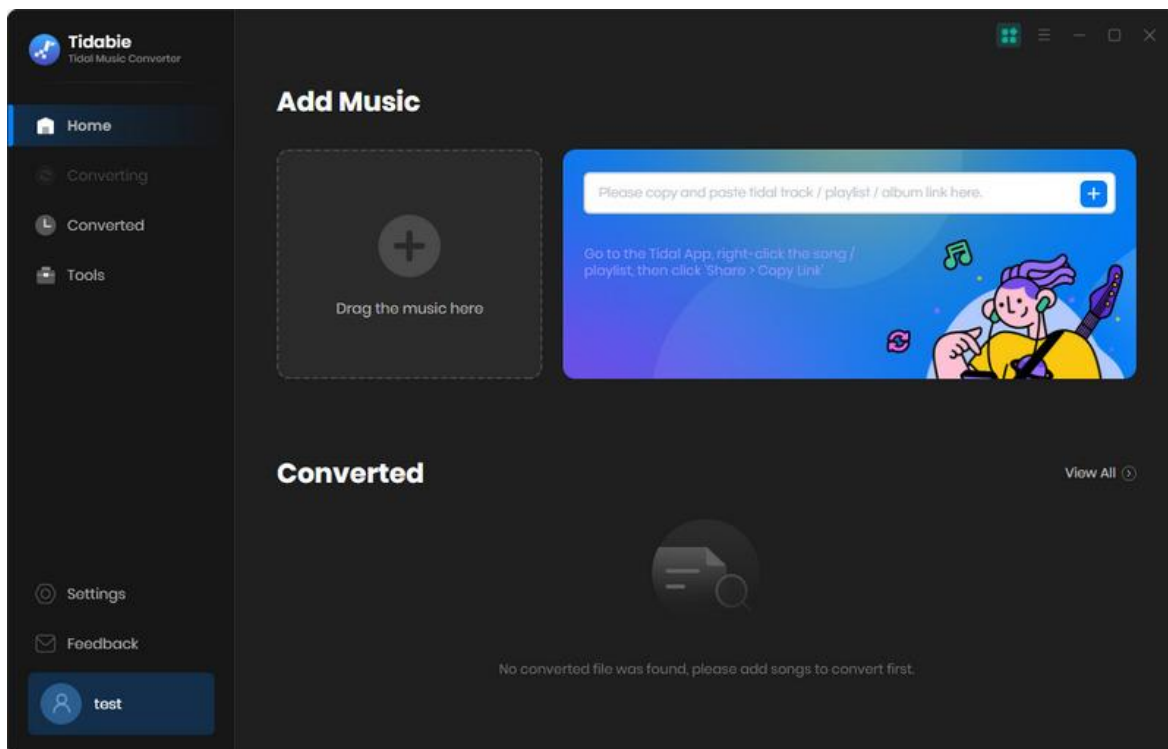 Tidabie
Tidal Music Converter
Home
Converting
Converted
Tools
Settings
Feedback
test
Add Music
Drag the music here
Please copy and paste tidal track / playlist / album link here.
Go to the Tidal App, right-click the song /
playlist, then click 'Share > Copy Link'
Converted
View All
No converted file was found, please add songs to convert first.